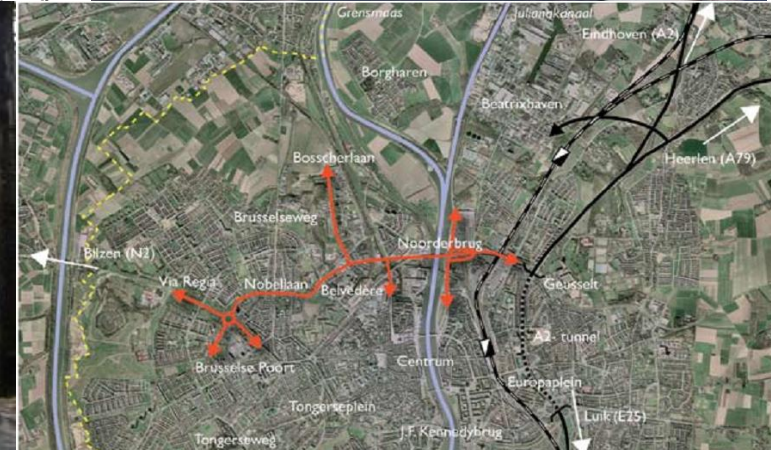 Grensmaas
Julianakanaal
Eindhoven (A2)
Borgharen
Beatrixhaven
Heerlen (A79)
Bosscherlaan
Brusselseweg
Noorderbrug
Bilzen (N2)
Via Regia
Nobellaan
Belvédère
Geusselt
A2- tunnel
Centrum
Brusselse Poort
Europaplein
Tongerseplein
Luik (E25)
Tongerseweg
J.F. Kennedybrug